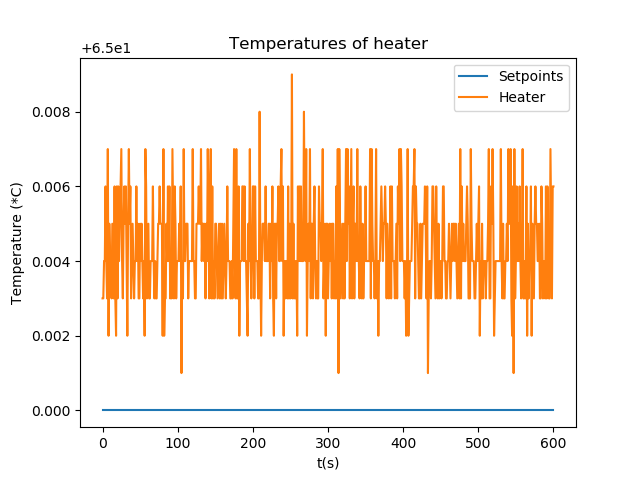 Temperatures of heater
+6.5e1
Setpoints
Heater
0.008
0.006
0.004
0.002
0.000
Temperature (*C)
0 100 200 300 400 500 600
t(s)